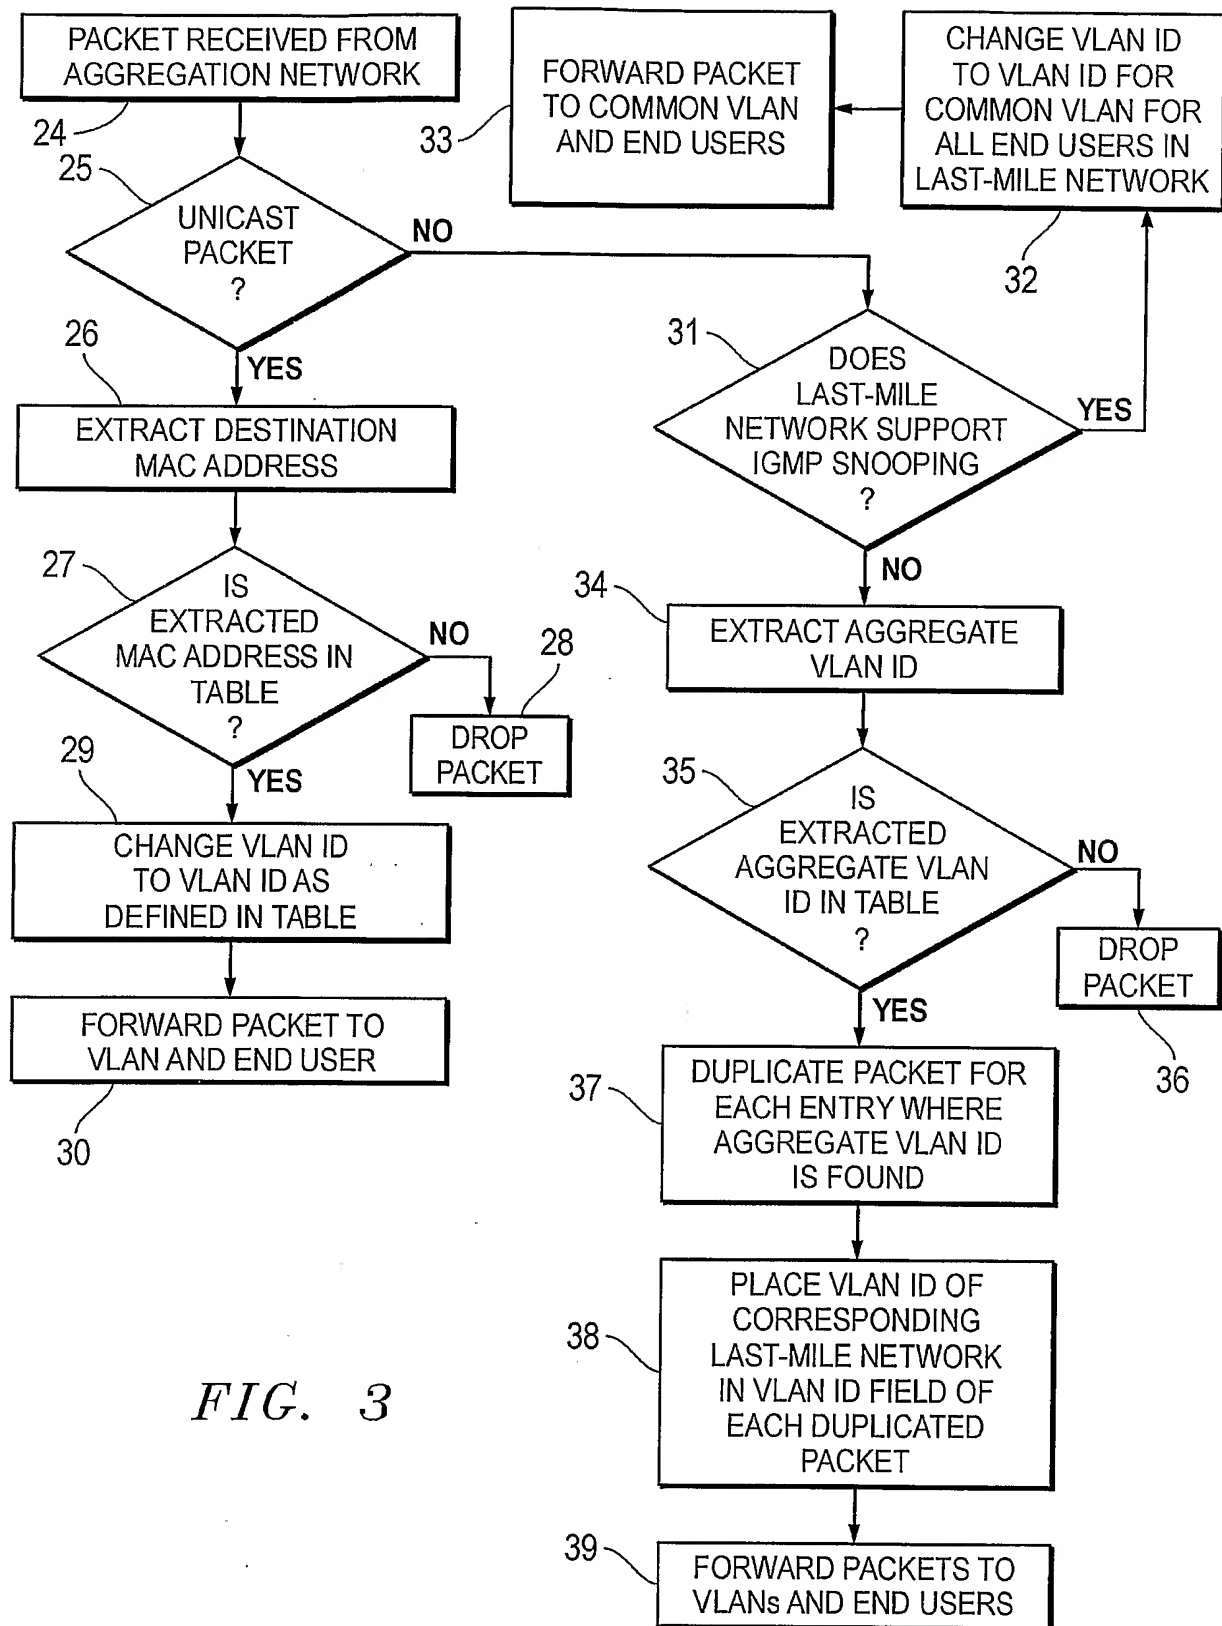 PACKET RECEIVED FROM
AGGREGATION NETWORK
24
25
UNICAST
PACKET
?
NO
YES
26
EXTRACT DESTINATION
MAC ADDRESS
27
IS
EXTRACTED
MAC ADDRESS IN
TABLE
?
NO
28
DROP
PACKET
YES
29
CHANGE VLAN ID
TO VLAN ID AS
DEFINED IN TABLE
FORWARD PACKET TO
VLAN AND END USER
30
FORWARD PACKET
TO COMMON VLAN
AND END USERS
33
CHANGE VLAN ID
TO VLAN ID FOR
COMMON VLAN FOR
ALL END USERS IN
LAST-MILE NETWORK
32
31
DOES
LAST-MILE
NETWORK SUPPORT
IGMP SNOOPING
?
YES
NO
34
EXTRACT AGGREGATE
VLAN ID
35
IS
EXTRACTED
AGGREGATE VLAN
ID IN TABLE
?
NO
DROP
PACKET
36
YES
37
DUPLICATE PACKET FOR
EACH ENTRY WHERE
AGGREGATE VLAN ID
IS FOUND
38
PLACE VLAN ID OF
CORRESPONDING
LAST-MILE NETWORK
IN VLAN ID FIELD OF
EACH DUPLICATED
PACKET
39
FORWARD PACKETS TO
VLANs AND END USERS
FIG. 3